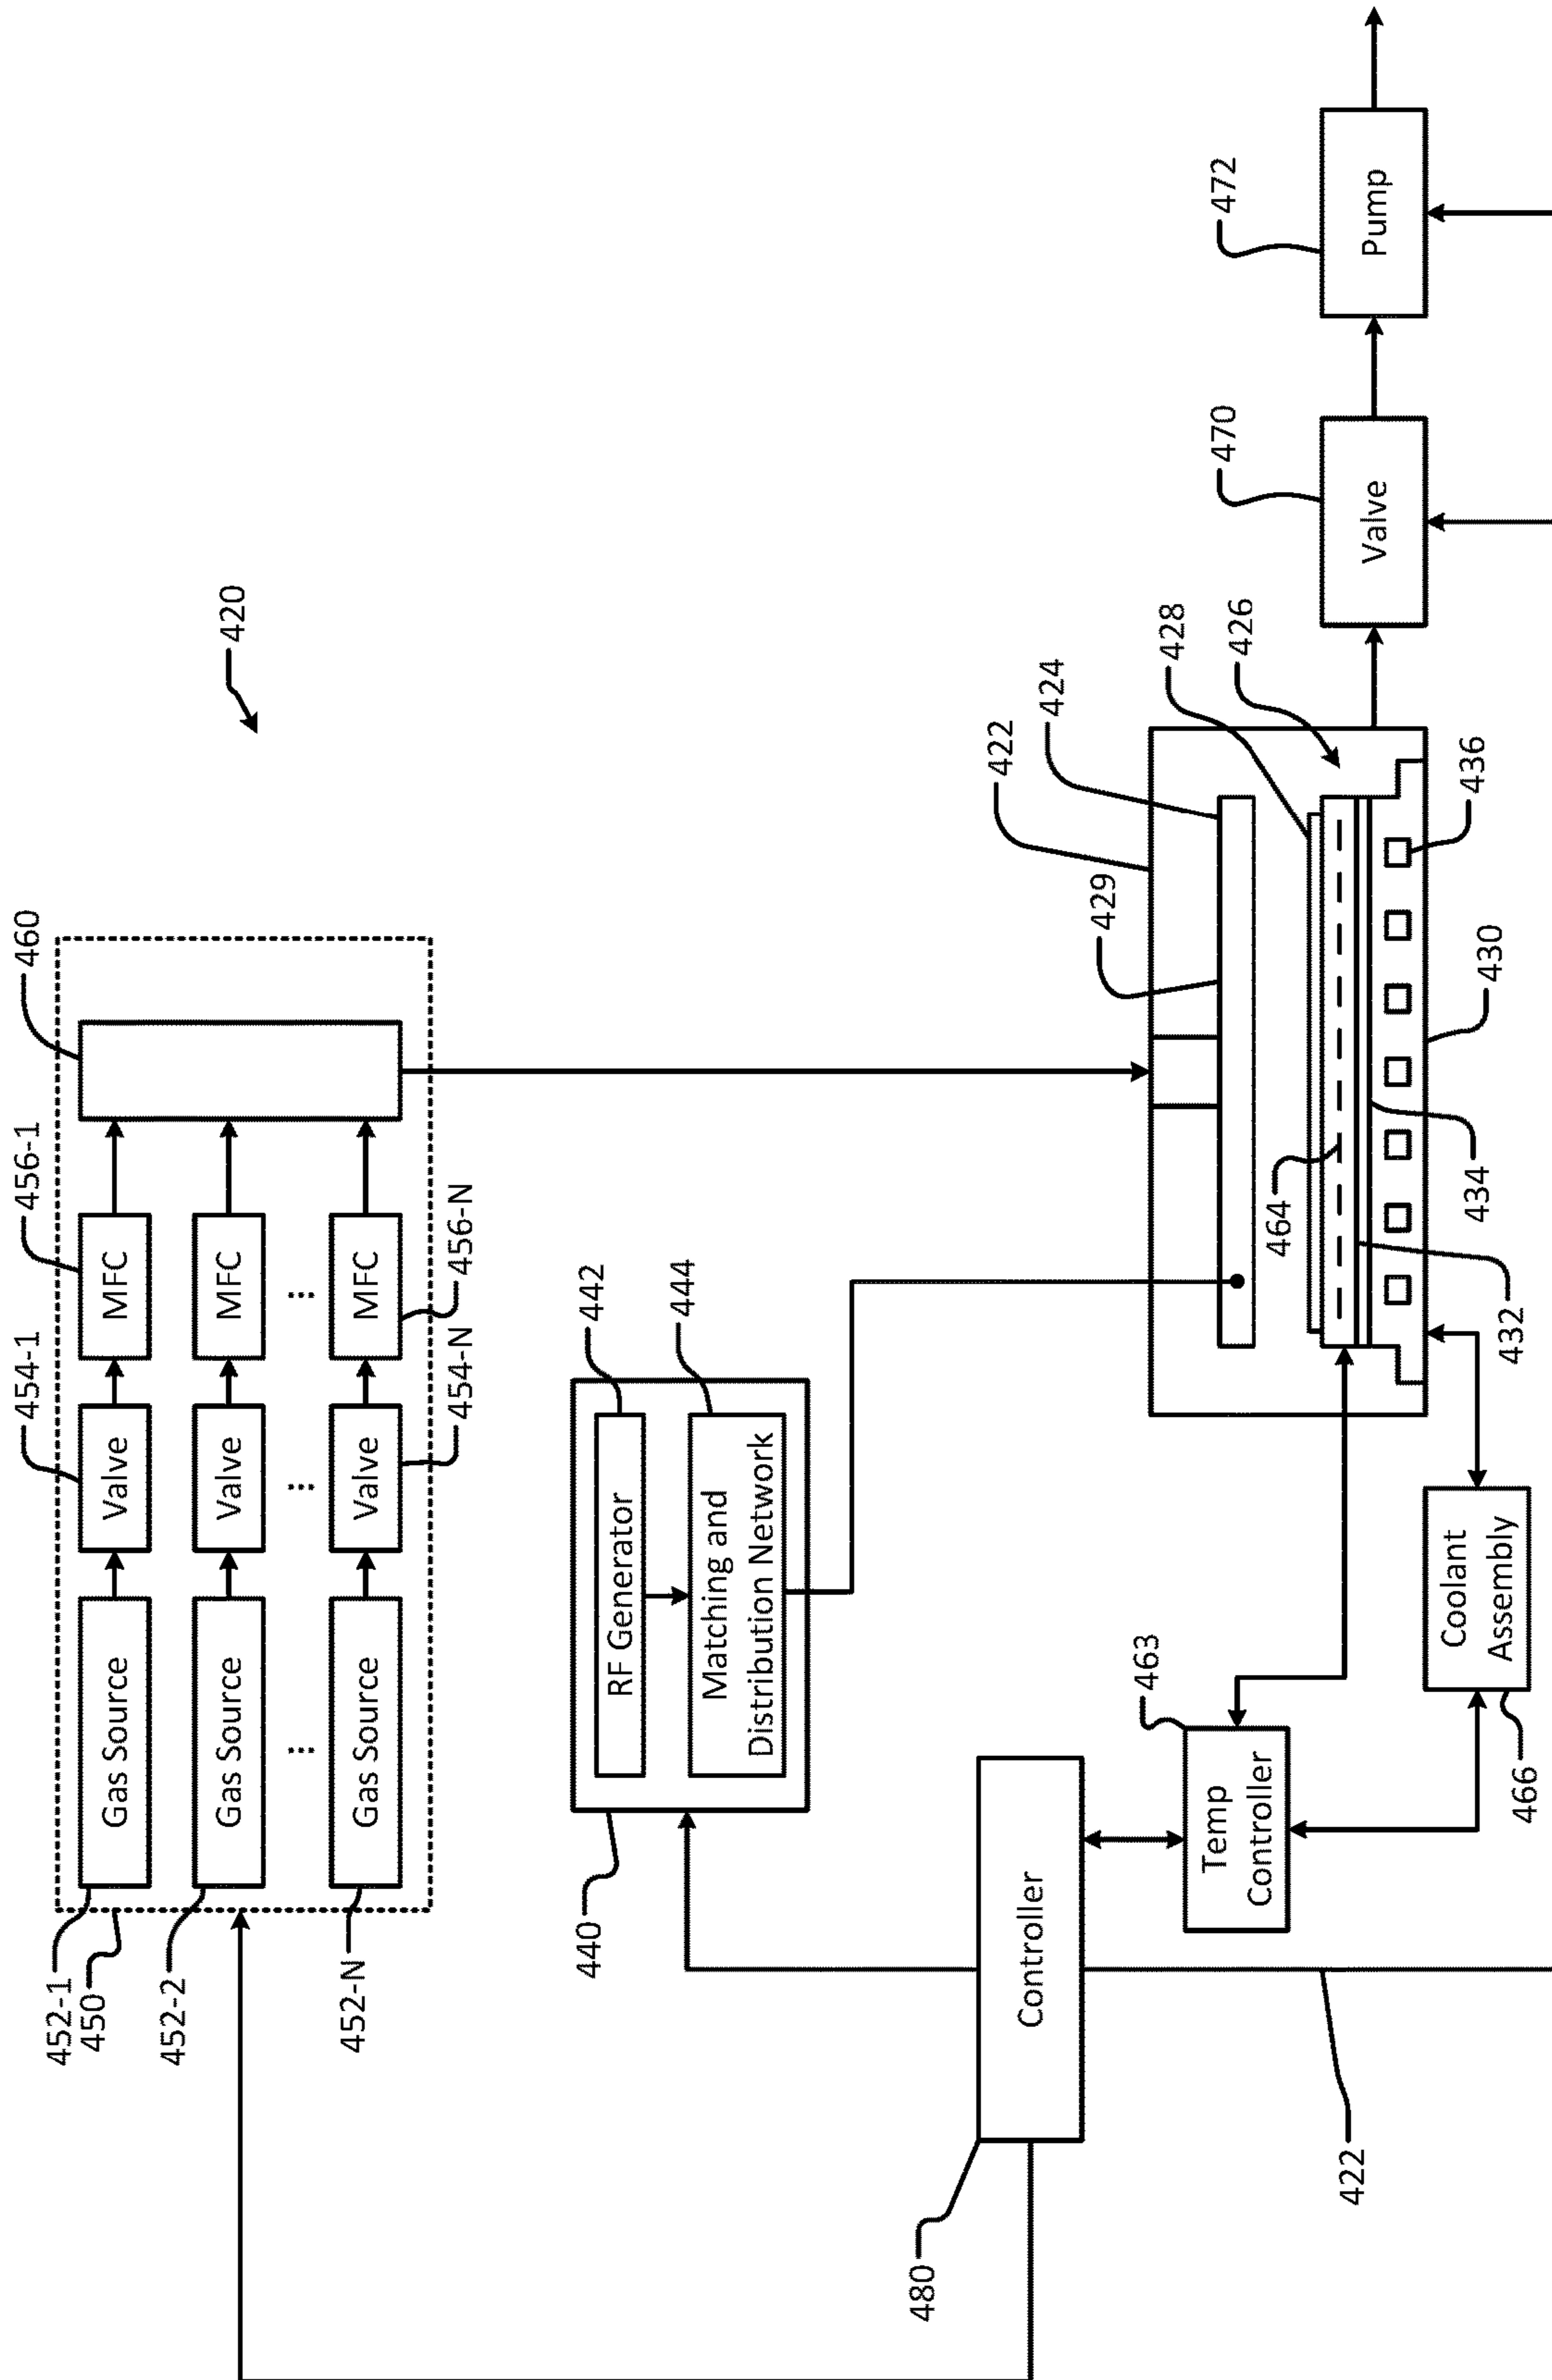 420
460
456-1
454-1
452-1
450
452-2
452-N
454-N
456-N
Gas Source
Valve
MFC
Gas Source
Valve
MFC
...
...
...
Gas Source
Valve
MFC
442
444
440
RF Generator
Matching and
Distribution Network
422
424
429
428
426
464
436
430
434
432
470
Valve
472
Pump
480
Controller
463
Temp
Controller
466
Coolant
Assembly
422